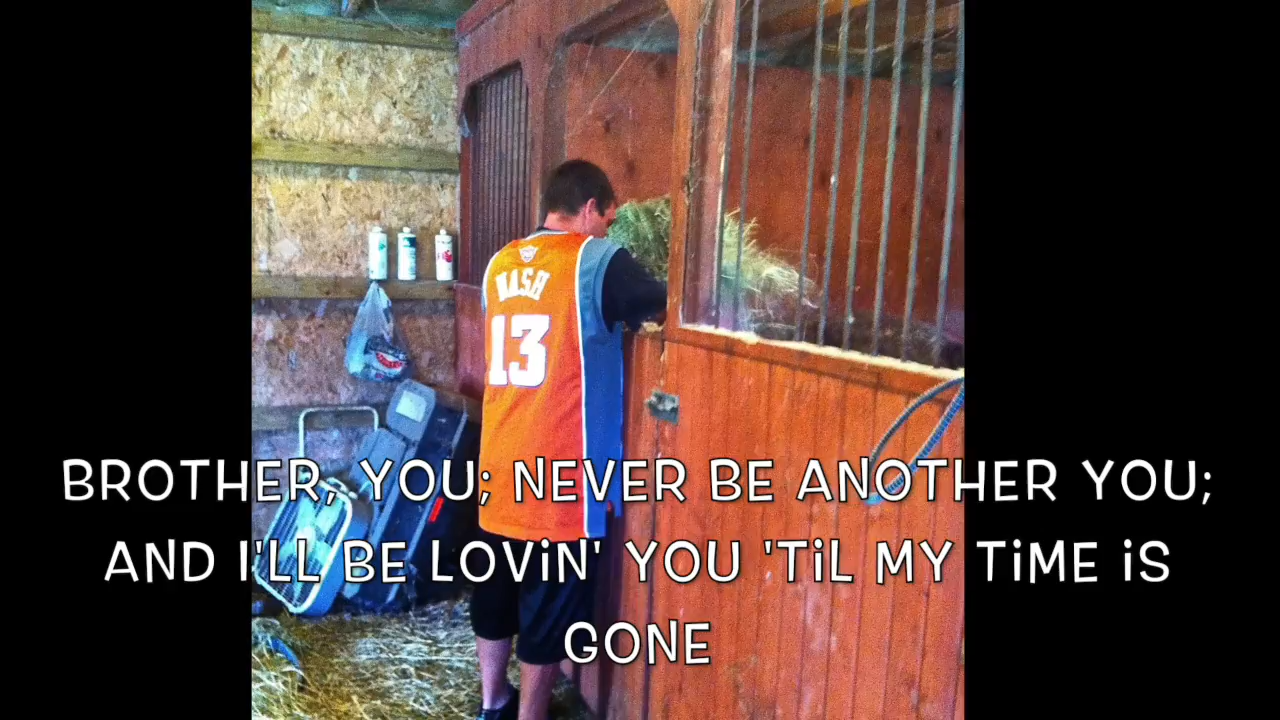 NASH
13
BROTHER, YOU; NEVER BE ANOTHER YOU;
AND I'LL BE LOViN' YOU 'TiL MY TiME iS
GONE